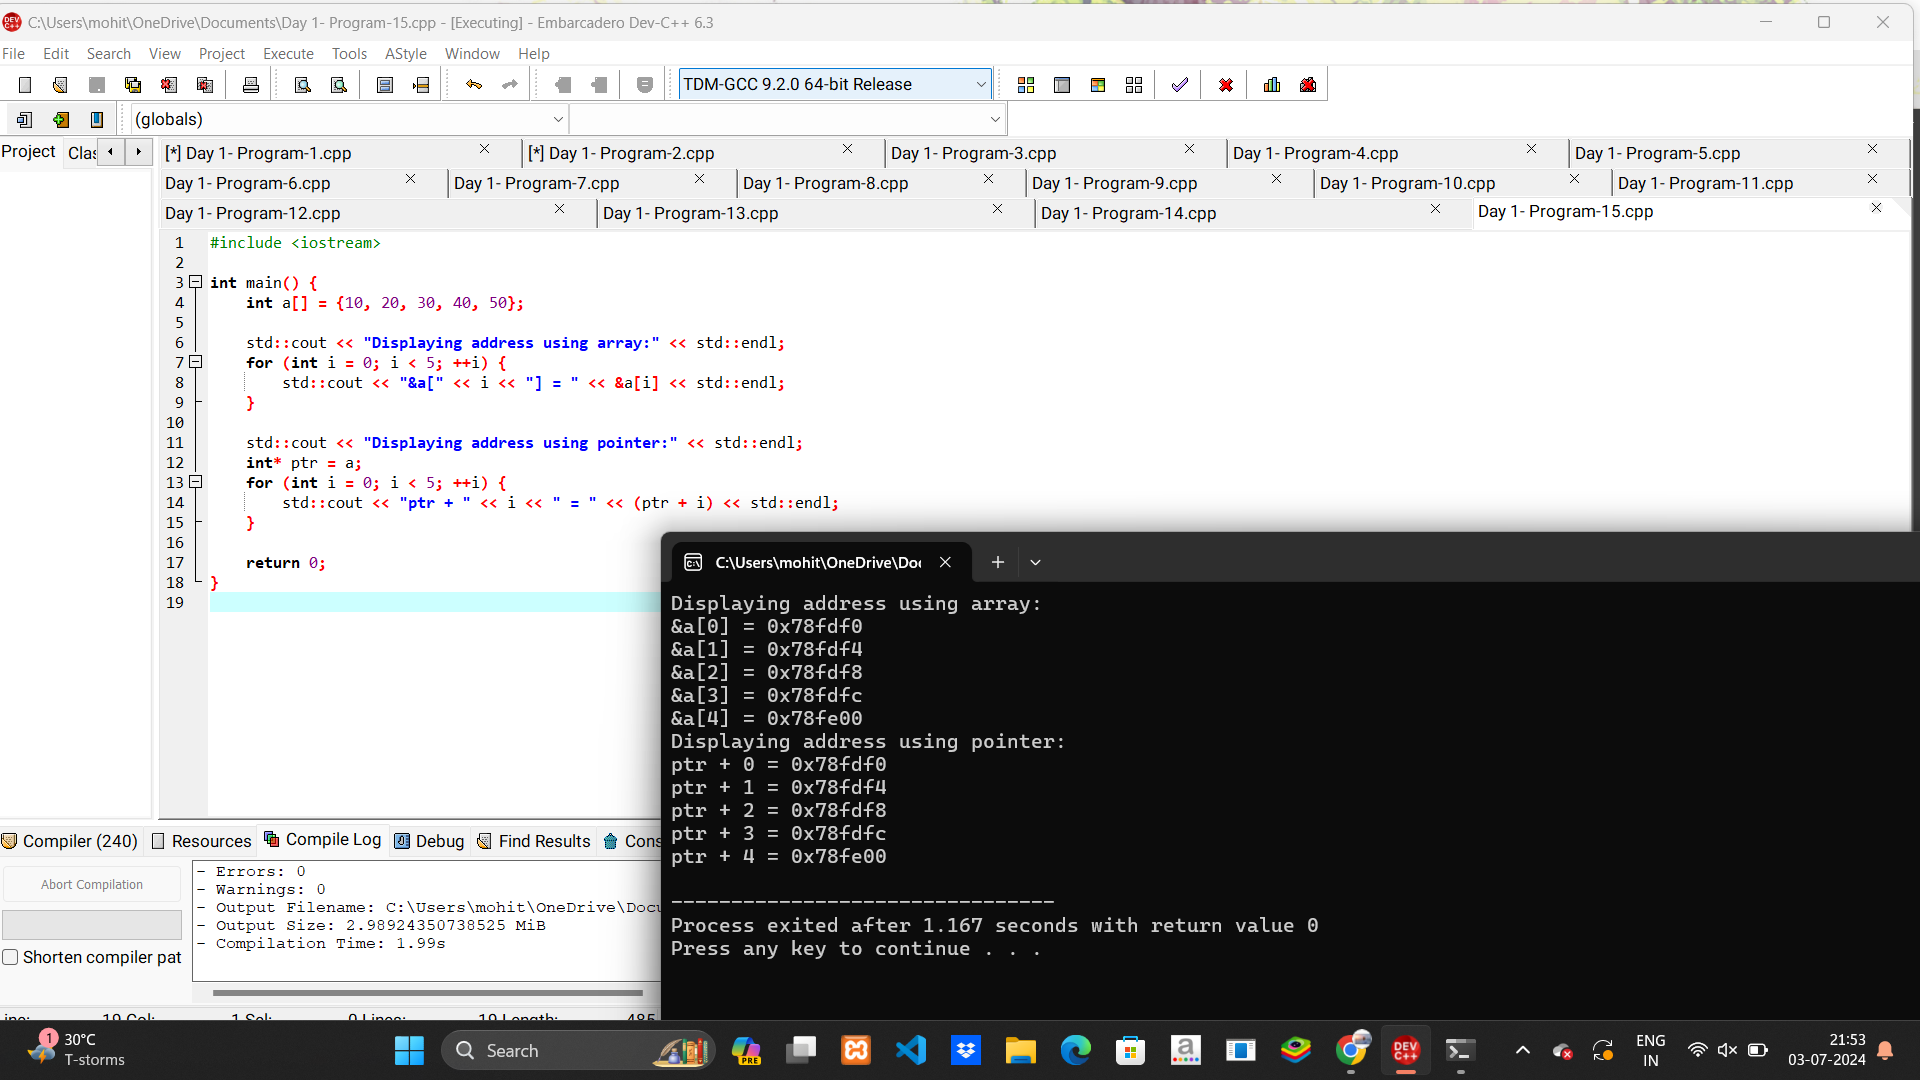 C:\Users\mohit\OneDrive\Documents\Day 1- Program-15.cpp - [Executing] - Embarcadero Dev-C++ 6.3
File Edit Search View Project Execute Tools AStyle Window Help
TDM-GCC 9.2.0 64-bit Release
(globals)
Project Clas
[*] Day 1- Program-1.cpp [*] Day 1- Program-2.cpp Day 1- Program-3.cpp Day 1- Program-4.cpp Day 1- Program-5.cpp
Day 1- Program-6.cpp Day 1- Program-7.cpp Day 1- Program-8.cpp Day 1- Program-9.cpp Day 1- Program-10.cpp Day 1- Program-11.cpp
Day 1- Program-12.cpp Day 1- Program-13.cpp Day 1- Program-14.cpp Day 1- Program-15.cpp
1 #include <iostream>
2
3 int main() {
4 int a[] = {10, 20, 30, 40, 50};
5
6 std::cout << "Displaying address using array:" << std::endl;
7 for (int i = 0; i < 5; ++i) {
8 std::cout << "&a[" << i << "] = " << &a[i] << std::endl;
9 }
10
11 std::cout << "Displaying address using pointer:" << std::endl;
12 int* ptr = a;
13 for (int i = 0; i < 5; ++i) {
14 std::cout << "ptr + " << i << " = " << (ptr + i) << std::endl;
15 }
16
17 return 0;
18 }
19
C:\Users\mohit\OneDrive\Doc
Displaying address using array:
&a[0] = 0x78fdf0
&a[1] = 0x78fdf4
&a[2] = 0x78fdf8
&a[3] = 0x78fdfc
&a[4] = 0x78fe00
Displaying address using pointer:
ptr + 0 = 0x78fdf0
ptr + 1 = 0x78fdf4
ptr + 2 = 0x78fdf8
ptr + 3 = 0x78fdfc
ptr + 4 = 0x78fe00
--------------------------------
Process exited after 1.167 seconds with return value 0
Press any key to continue . . .
Compiler (240) Resources Compile Log Debug Find Results Cons
Abort Compilation
Shorten compiler pat
- Errors: 0
- Warnings: 0
- Output Filename: C:\Users\mohit\OneDrive\Docu
- Output Size: 2.98924350738525 MiB
- Compilation Time: 1.99s
19 Col: 1 Sel: 0 Lines: 19 Length: 485
1
30°C
T-storms
Search
PRE
DEV C++
ENG
IN
21:53
03-07-2024